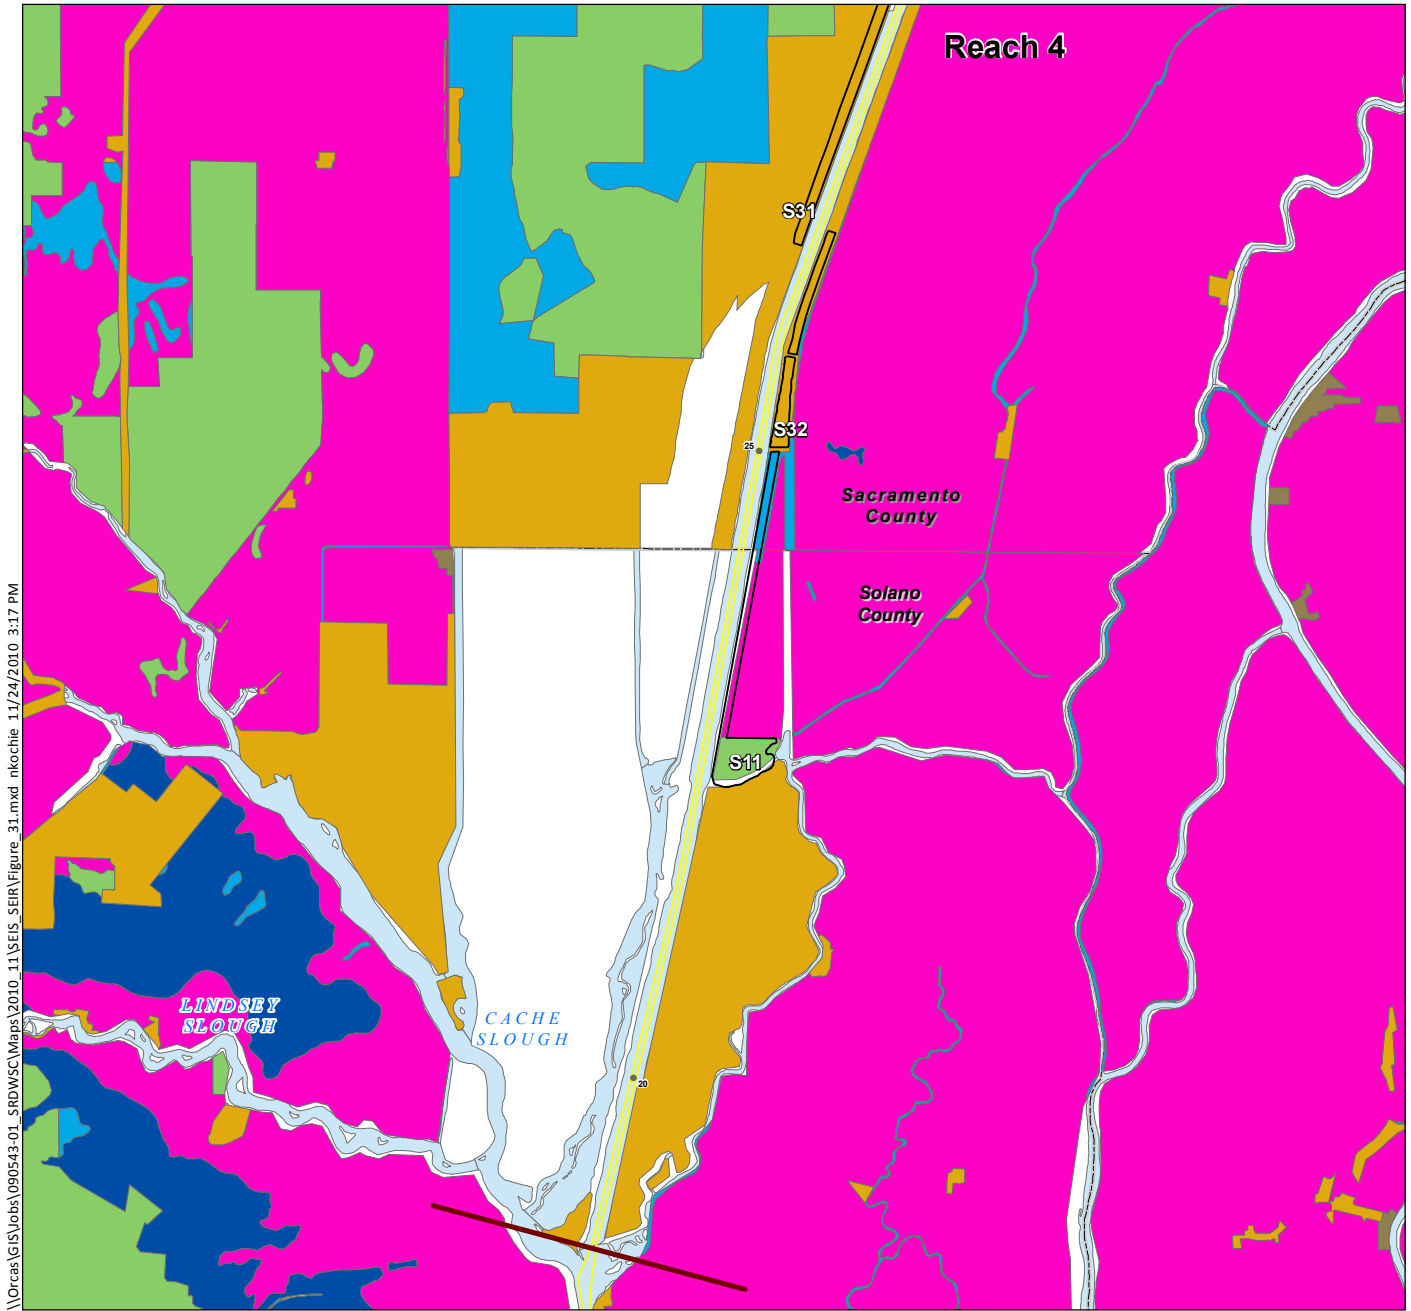 Reach 4
S31
S32
25
Sacramento
County
Solano
County
S11
LINDSEY
SLOUGH
CACHE
SLOUGH
20
\\Orcas\GIS\Jobs\090543-01_SRDWSC\Maps\2010_11\SEIS_SEIR\Figure_31.mxd nkochie 11/24/2010 3:17 PM